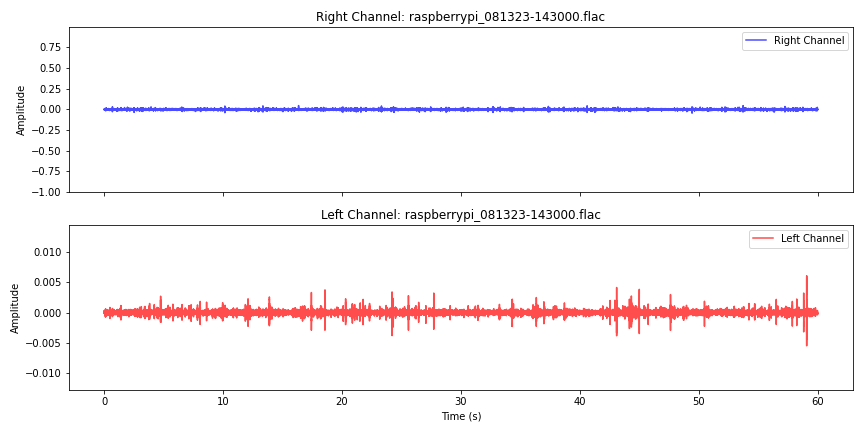 Right Channel: raspberrypi_081323-143000.flac
Right Channel
Amplitude
0.75
0.50
0.25
0.00
−0.25
−0.50
−0.75
−1.00
Left Channel: raspberrypi_081323-143000.flac
Left Channel
Amplitude
0.010
0.005
0.000
−0.005
−0.010
0 10 20 30 40 50 60
Time (s)